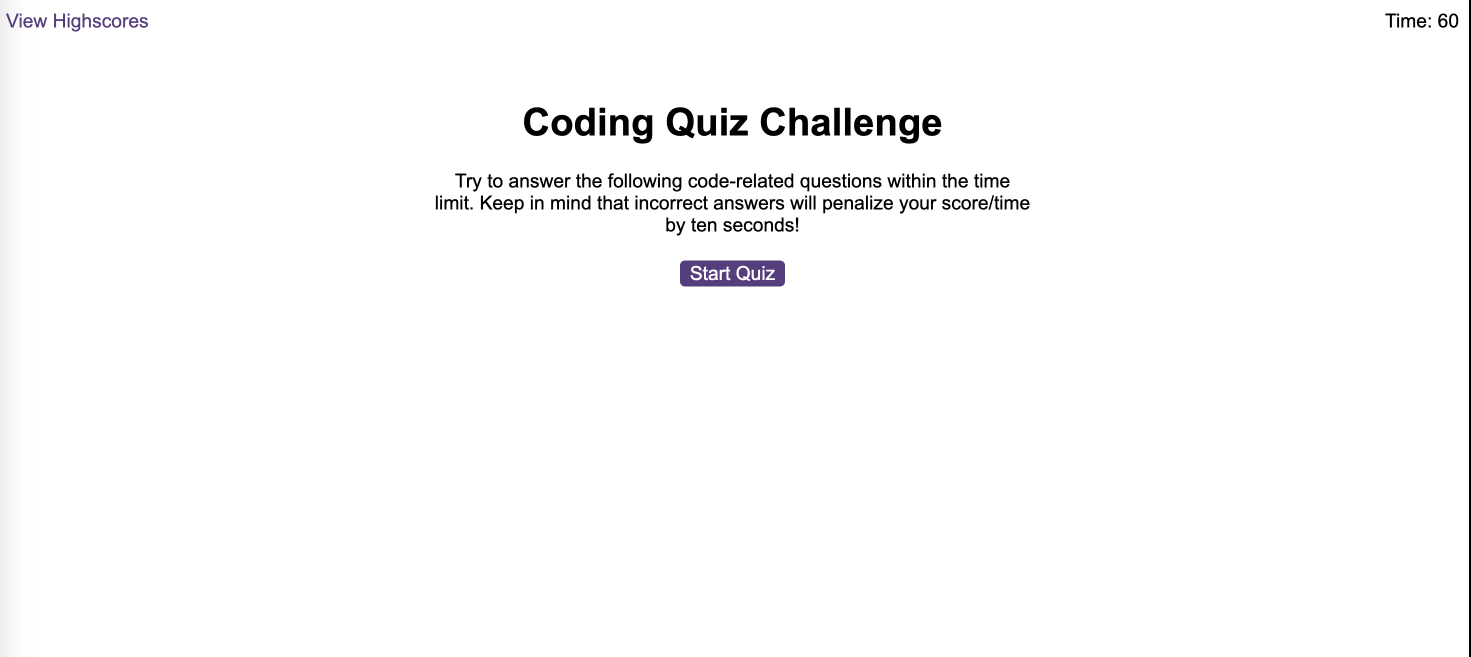 View Highscores
Time: 60
Coding Quiz Challenge
Try to answer the following code-related questions within the time
limit. Keep in mind that incorrect answers will penalize your score/time
by ten seconds!
Start Quiz